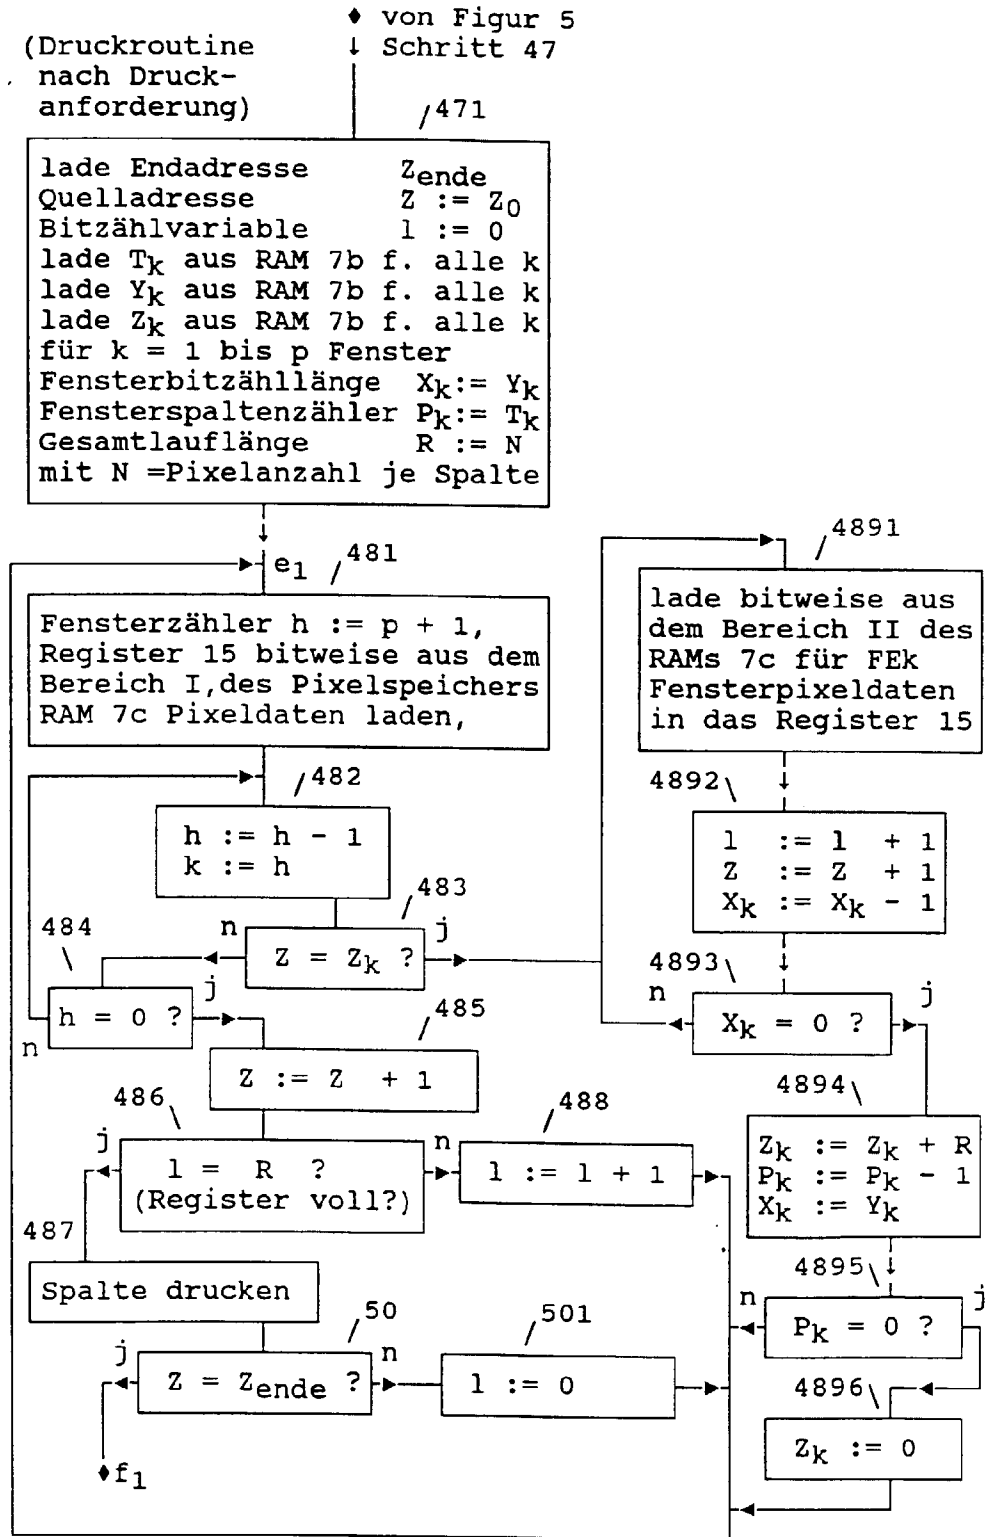 ♦ von Figur 5
↓ Schritt 47
(Druckroutine
nach Druck-
anforderung)
471
lade Endadresse Zende
Quelladresse Z := Z0
Bitzählvariable l := 0
lade Tk aus RAM 7b f. alle k
lade Yk aus RAM 7b f. alle k
lade Zk aus RAM 7b f. alle k
für k = 1 bis p Fenster
Fensterbitzähllänge Xk:= Yk
Fensterspaltenzähler Pk:= Tk
Gesamtlauflänge R := N
mit N =Pixelanzahl je Spalte
e1
481
Fensterzähler h := p + 1,
Register 15 bitweise aus dem
Bereich I,des Pixelspeichers
RAM 7c Pixeldaten laden,
482
h := h - 1
k := h
483
n
Z = Zk ?
j
484
h = 0 ?
j
n
485
Z := Z + 1
486
j
l = R ?
(Register voll?)
n
488
l := l + 1
487
Spalte drucken
50
j
Z = Zende ?
n
501
l := 0
♦f1
4891
lade bitweise aus
dem Bereich II des
RAMs 7c für FEk
Fensterpixeldaten
in das Register 15
4892
l := l + 1
Z := Z + 1
Xk := Xk - 1
4893
n
Xk = 0 ?
j
4894
Zk := Zk + R
Pk := Pk - 1
Xk := Yk
4895
n
Pk = 0 ?
j
4896
Zk := 0